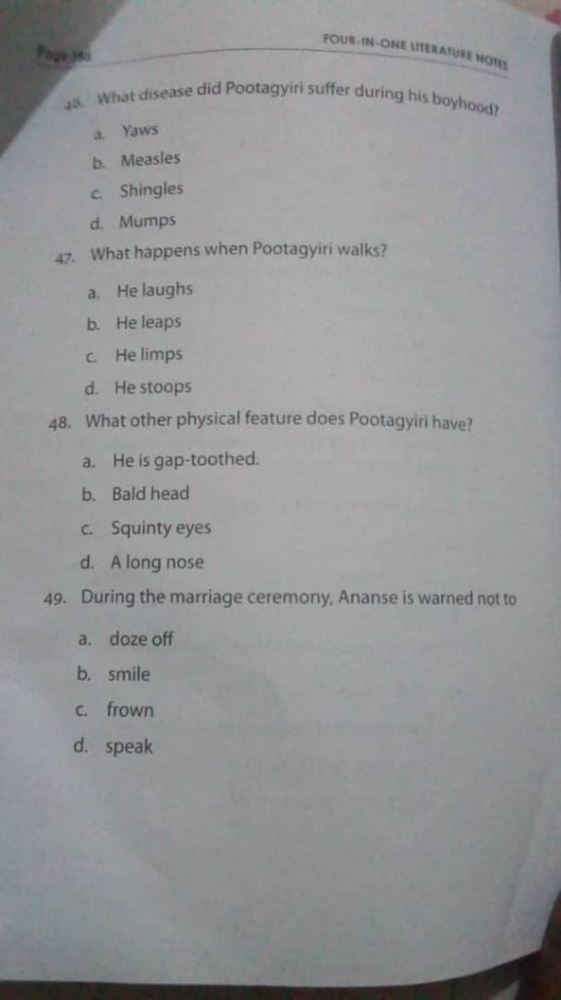 FOUR-IN-ONE LITERATURE NOTES
Page
46. What disease did Pootagyiri suffer during his boyhood?
a. Yaws
b. Measles
c. Shingles
d. Mumps
47. What happens when Pootagyiri walks?
a. He laughs
b. He leaps
c. He limps
d. He stoops
48. What other physical feature does Pootagyiri have?
a. He is gap-toothed.
b. Bald head
c. Squinty eyes
d. A long nose
49. During the marriage ceremony, Ananse is warned not to
a. doze off
b. smile
c. frown
d. speak